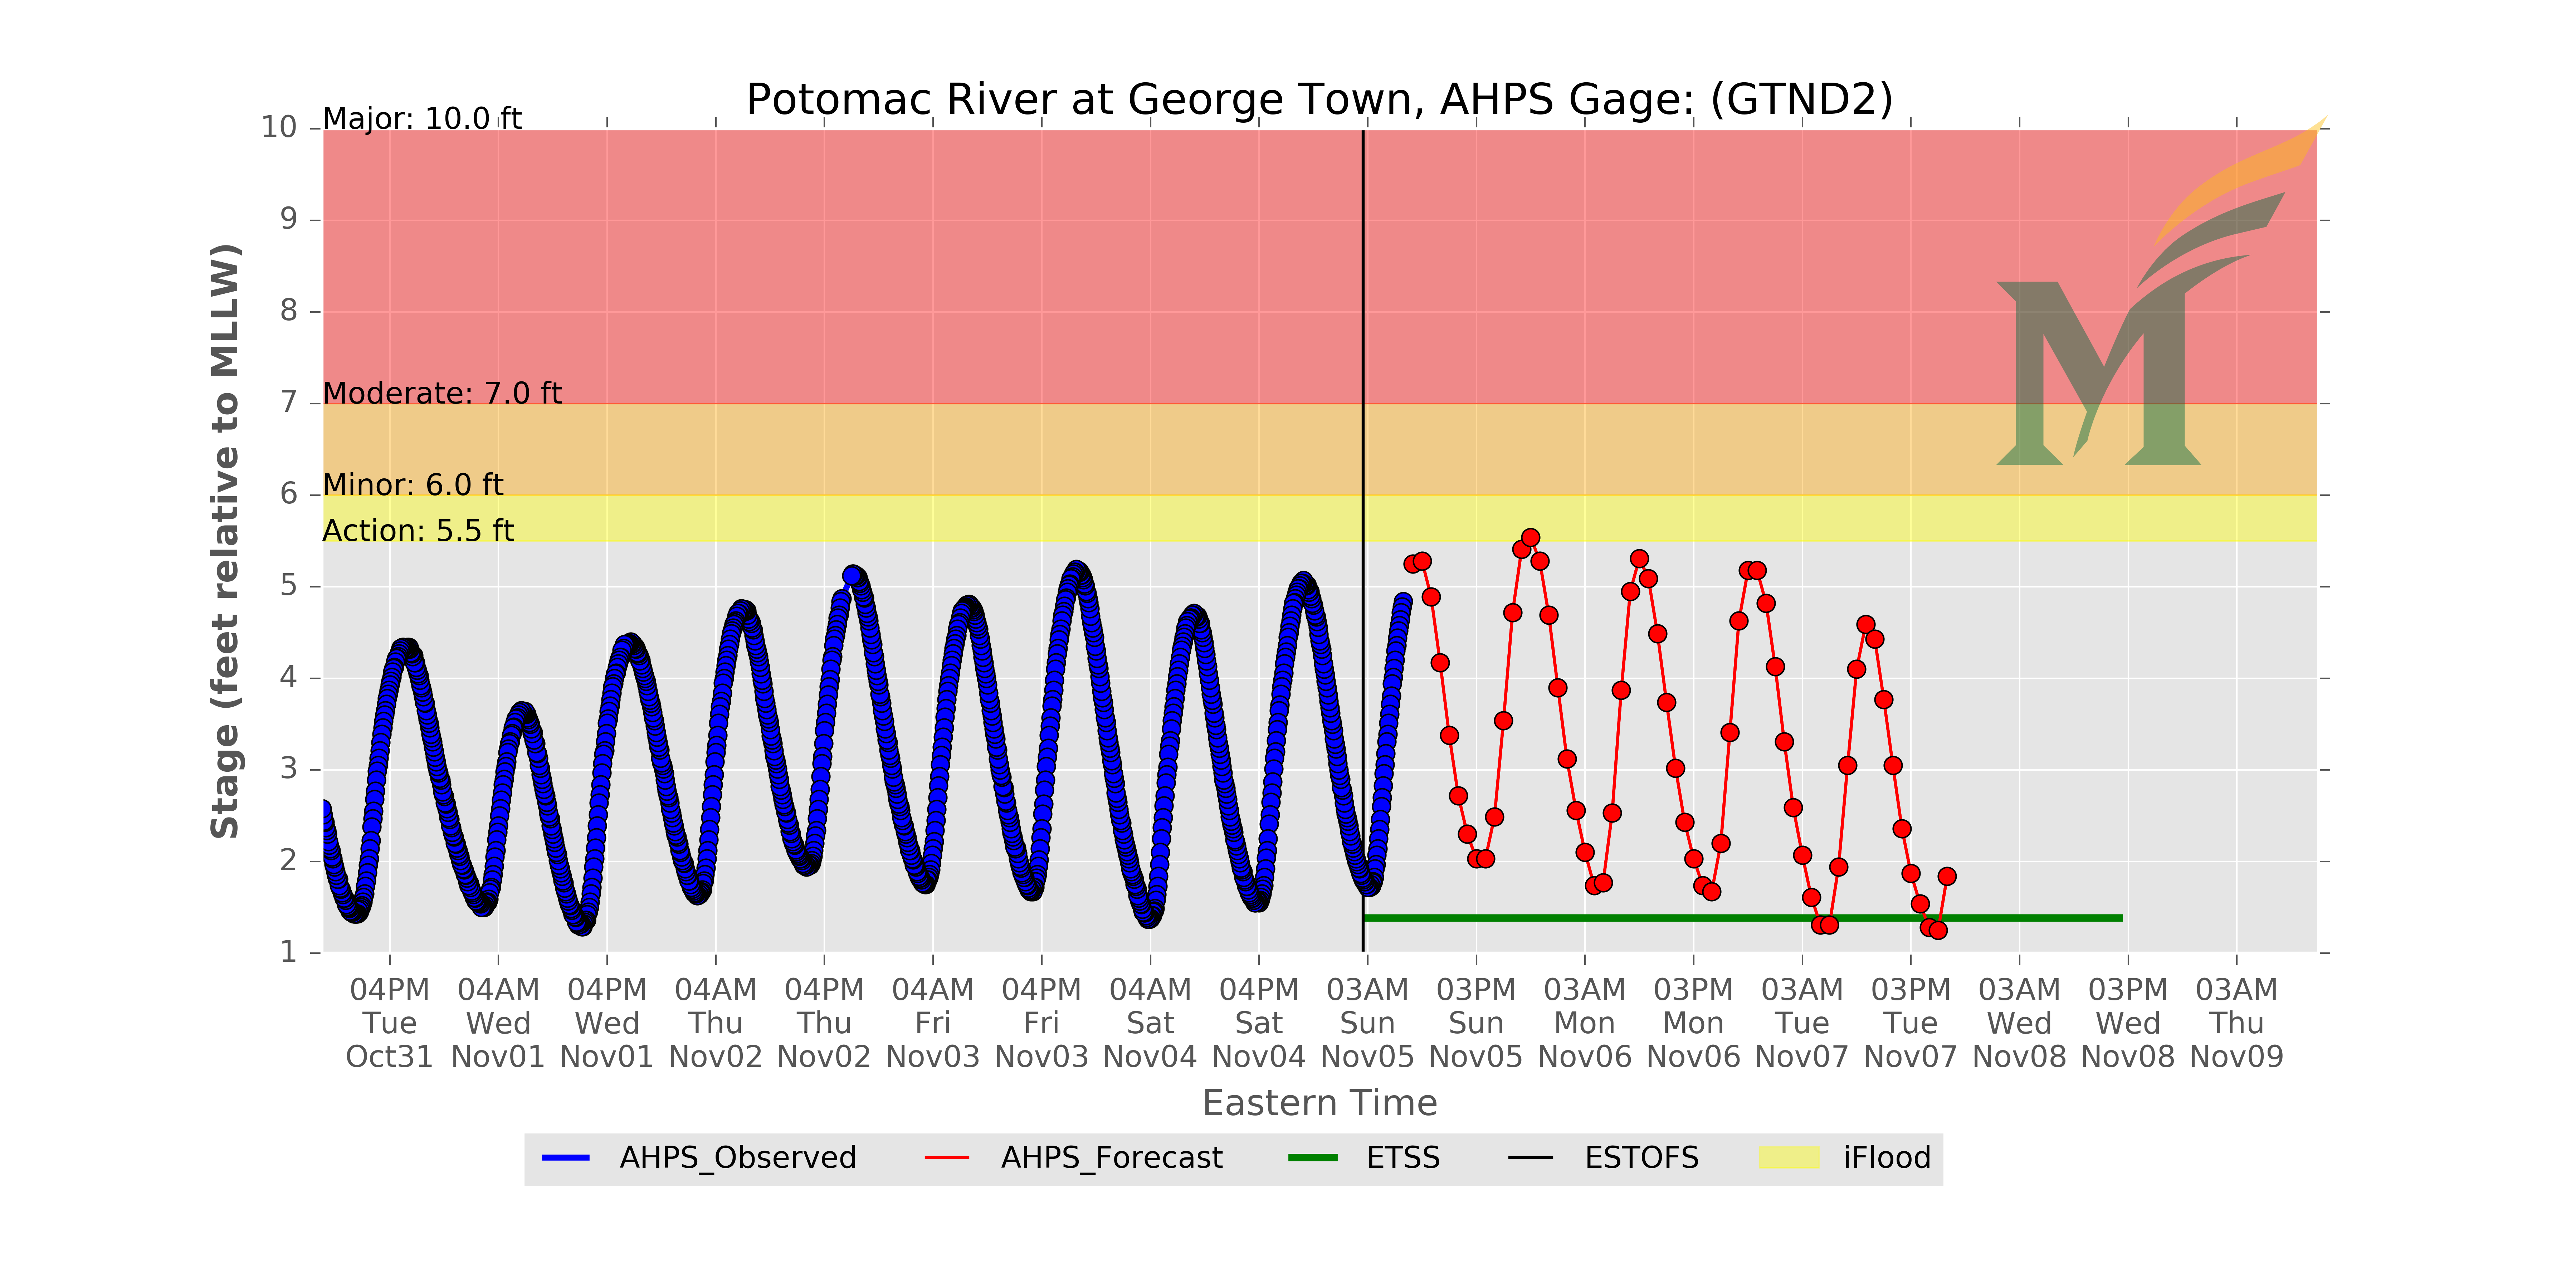 Potomac River at George Town, AHPS Gage: (GTND2)
Major: 10.0 ft
Moderate: 7.0 ft
Minor: 6.0 ft
Action: 5.5 ft
10
9
8
7
6
5
4
3
2
1
Stage (feet relative to MLLW)
M
04PM 04AM 04PM 04AM 04PM 04AM 04PM 04AM 04PM 03AM 03PM 03AM 03PM 03AM 03PM 03AM 03PM 03AM
Tue Wed Wed Thu Thu Fri Fri Sat Sat Sun Sun Mon Mon Tue Tue Wed Wed Thu
Oct31 Nov01 Nov01 Nov02 Nov02 Nov03 Nov03 Nov04 Nov04 Nov05 Nov05 Nov06 Nov06 Nov07 Nov07 Nov08 Nov08 Nov09
Eastern Time
AHPS_Observed AHPS_Forecast ETSS ESTOFS iFlood